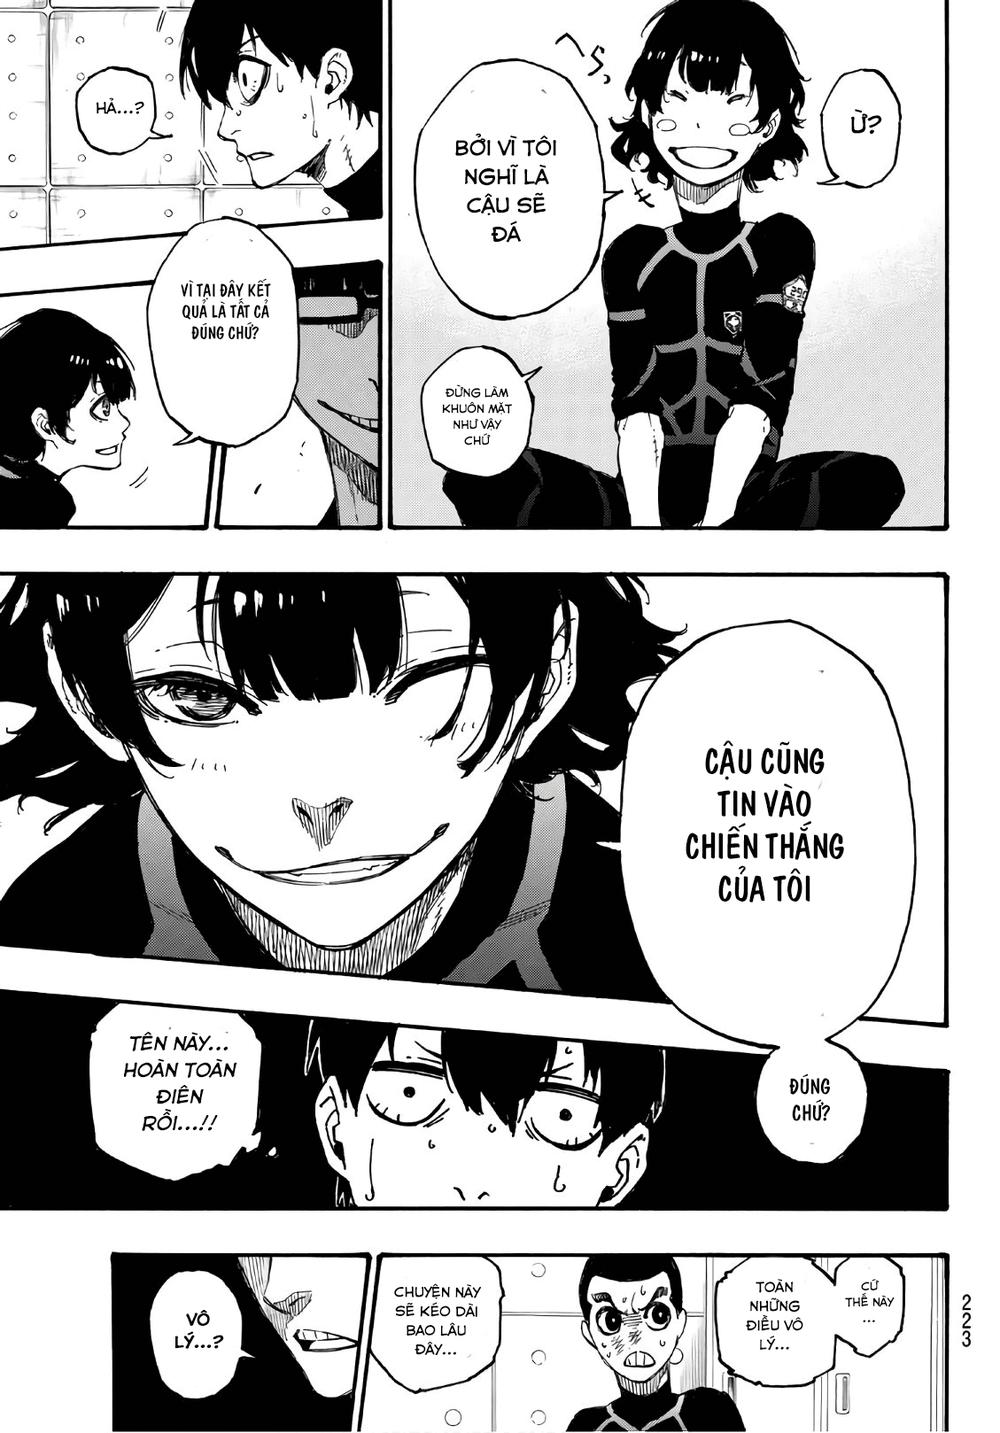 Ừ?
へら,
BỞI VÌ TÔI
NGHĨ LÀ
CẬU SẼ
ĐÁ
ĐỪNG LÀM
KHUÔN MẶT
NHƯ VẬY
CHỨ
HẢ...?
VÌ TẠI ĐÂY KẾT
QUẢ LÀ TẤT CẢ
ĐÚNG CHỨ?
CẬU CŨNG
TIN VÀO
CHIẾN THẮNG
CỦA TÔI
ĐÚNG
CHỨ?
TÊN NÀY...
HOÀN TOÀN
ĐIÊN
RỒI...!!
CỨ
THẾ NÀY
...
TOÀN
NHỮNG
ĐIỀU VÔ
LÝ...
CHUYỆN NÀY
SẼ KÉO DÀI
BAO LÂU
ĐÂY...
VÔ
LÝ...?
223